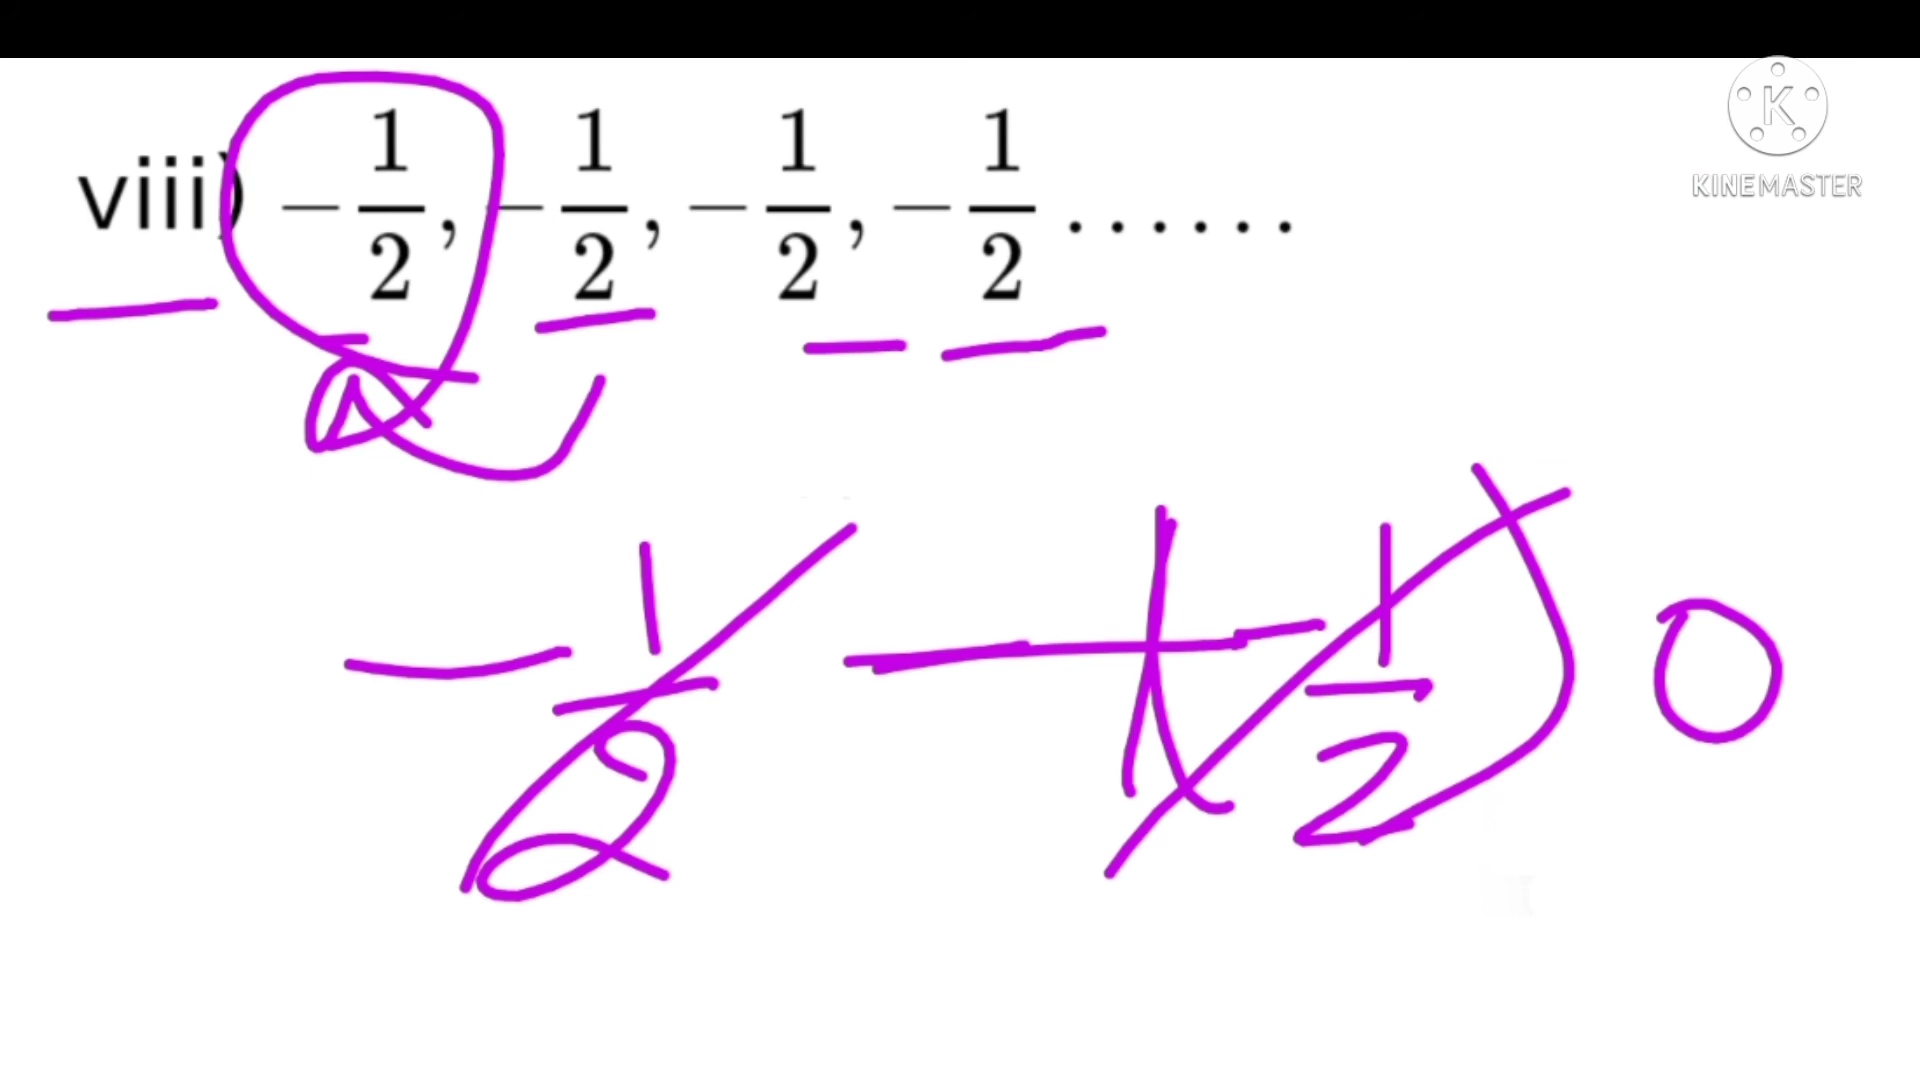 viii) -1/2, -1/2, -1/2, -1/2 ......
K
KINEMASTER
- 1/2 - (- 1/2) 0